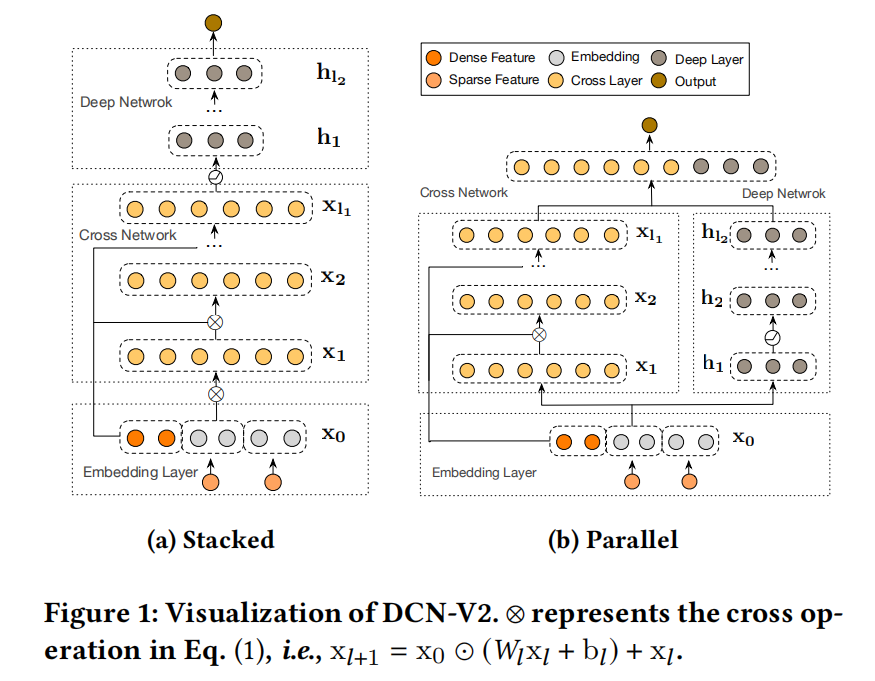 h_{l_2}
Deep Netwrok
...
h_1
x_{l_1}
Cross Network
...
x_2
x_1
x_0
Embedding Layer
(a) Stacked
Dense Feature
Embedding
Deep Layer
Sparse Feature
Cross Layer
Output
Cross Network
Deep Netwrok
x_{l_1}
h_{l_2}
...
...
x_2
h_2
x_1
h_1
x_0
Embedding Layer
(b) Parallel
Figure 1: Visualization of DCN-V2. ⊗ represents the cross op-
eration in Eq. (1), i.e., x_{l+1} = x_0 ⊙ (W_l x_l + b_l) + x_l.